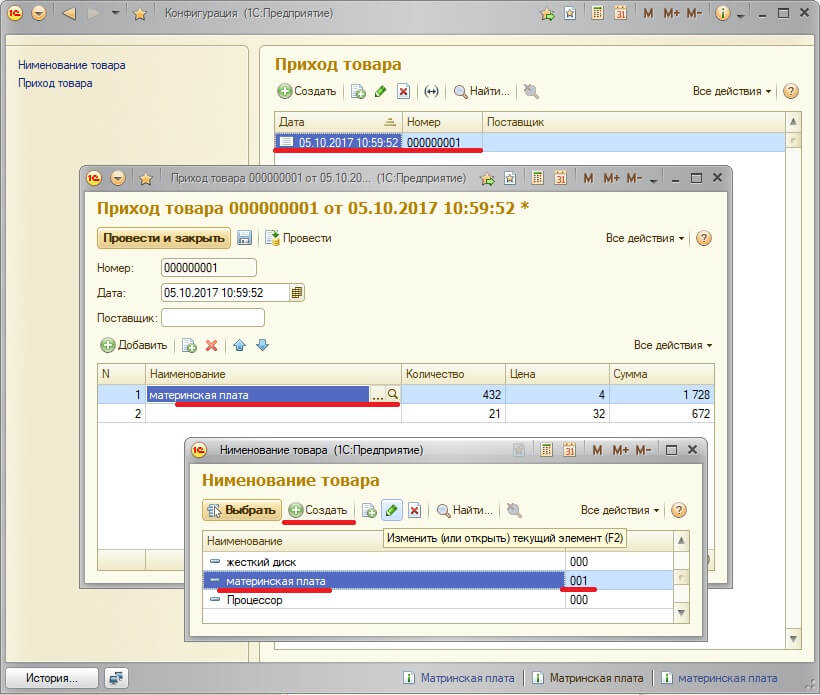 Конфигурация (1С:Предприятие) M M+ M-
Нименование товара
Приход товара
Приход товара
Создать Найти... Все действия
Дата Номер Поставщик
05.10.2017 10:59:52 000000001
Приход товара 000000001 от 05.10.20... (1С:Предприятие) M M+ M-
Приход товара 000000001 от 05.10.2017 10:59:52 *
Провести и закрыть Провести Все действия
Номер: 000000001
Дата: 05.10.2017 10:59:52
Поставщик:
Добавить Все действия
N Наименование Количество Цена Сумма
1 материнская плата ... 432 4 1 728
2 21 32 672
Нименование товара (1С:Предприятие) M M+ M-
Нименование товара
Выбрать Создать Найти... Все действия
Наименование
Изменить (или открыть) текущий элемент (F2)
жесткий диск 000
материнская плата 001
Процессор 000
История... Матринская плата Матринская плата материнская плата